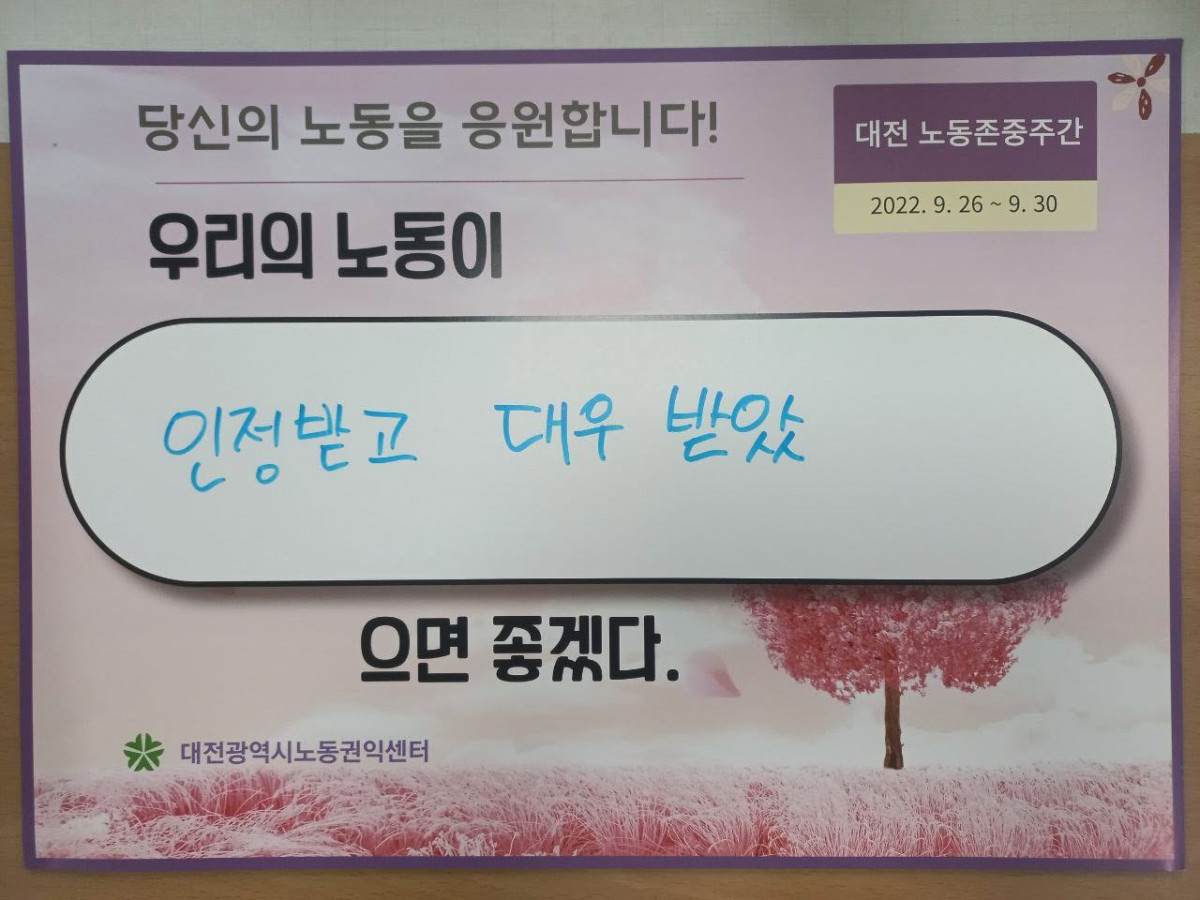 당신의 노동을 응원합니다!
대전 노동존중주간
2022. 9. 26 ~ 9. 30
우리의 노동이
인정받고 대우 받았
으면 좋겠다.
대전광역시노동권익센터